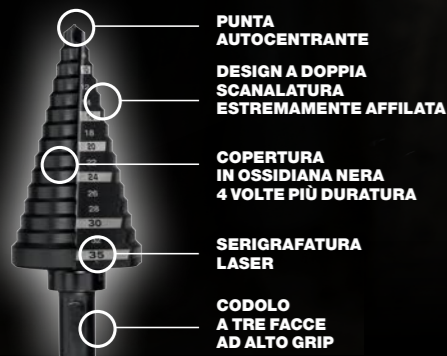 PUNTA
AUTOCENTRANTE
DESIGN A DOPPIA
SCANALATURA
ESTREMAMENTE AFFILATA
COPERTURA
IN OSSIDIANA NERA
4 VOLTE PIÙ DURATURA
SERIGRAFATURA
LASER
CODOLO
A TRE FACCE
AD ALTO GRIP
18
20
22
24
26
28
30
35